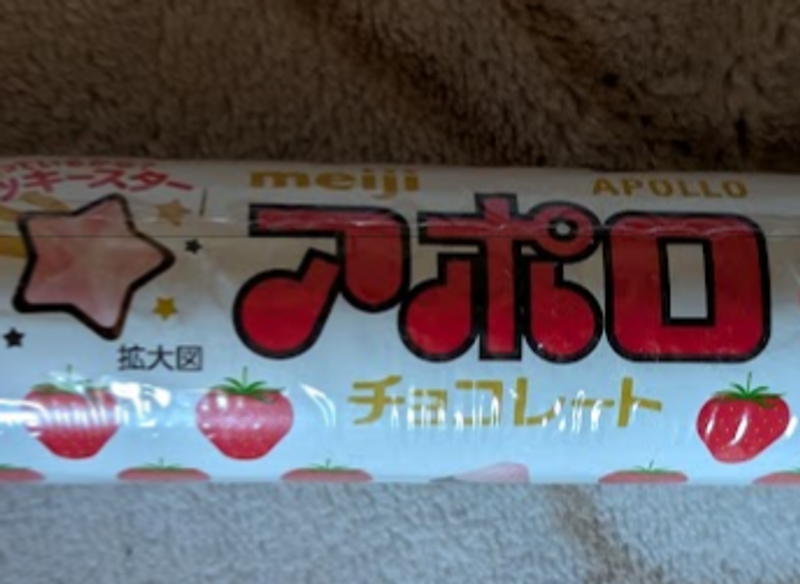 ッキースター
meiji
APOLLO
アポロ
チョコレート
拡大図